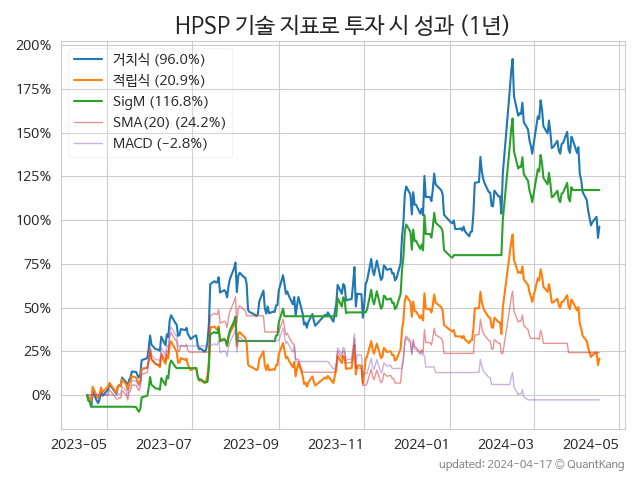 HPSP 기술 지표로 투자 시 성과 (1년)
200%
175%
150%
125%
100%
75%
50%
25%
0%
거치식 (96.0%)
적립식 (20.9%)
SigM (116.8%)
SMA(20) (24.2%)
MACD (−2.8%)
2023-05 2023-07 2023-09 2023-11 2024-01 2024-03 2024-05
updated: 2024-04-17 © QuantKang